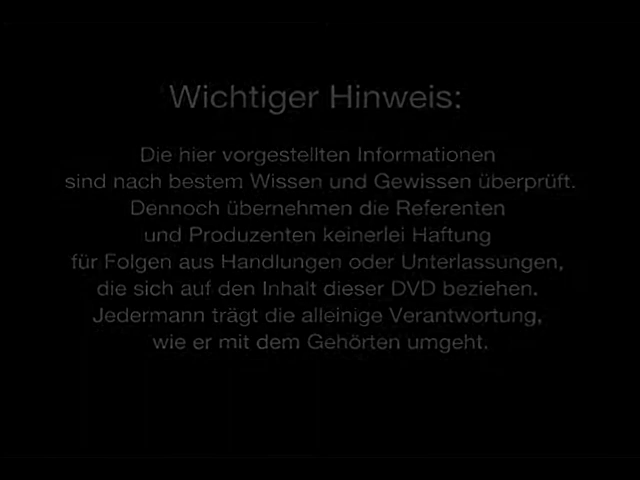 Wichtiger Hinweis:
Die hier vorgestellten Informationen
sind nach bestem Wissen und Gewissen überprüft.
Dennoch übernehmen die Referenten
und Produzenten keinerlei Haftung
für Folgen aus Handlungen oder Unterlassungen,
die sich auf den Inhalt dieser DVD beziehen.
Jedermann trägt die alleinige Verantwortung,
wie er mit dem Gehörten umgeht.